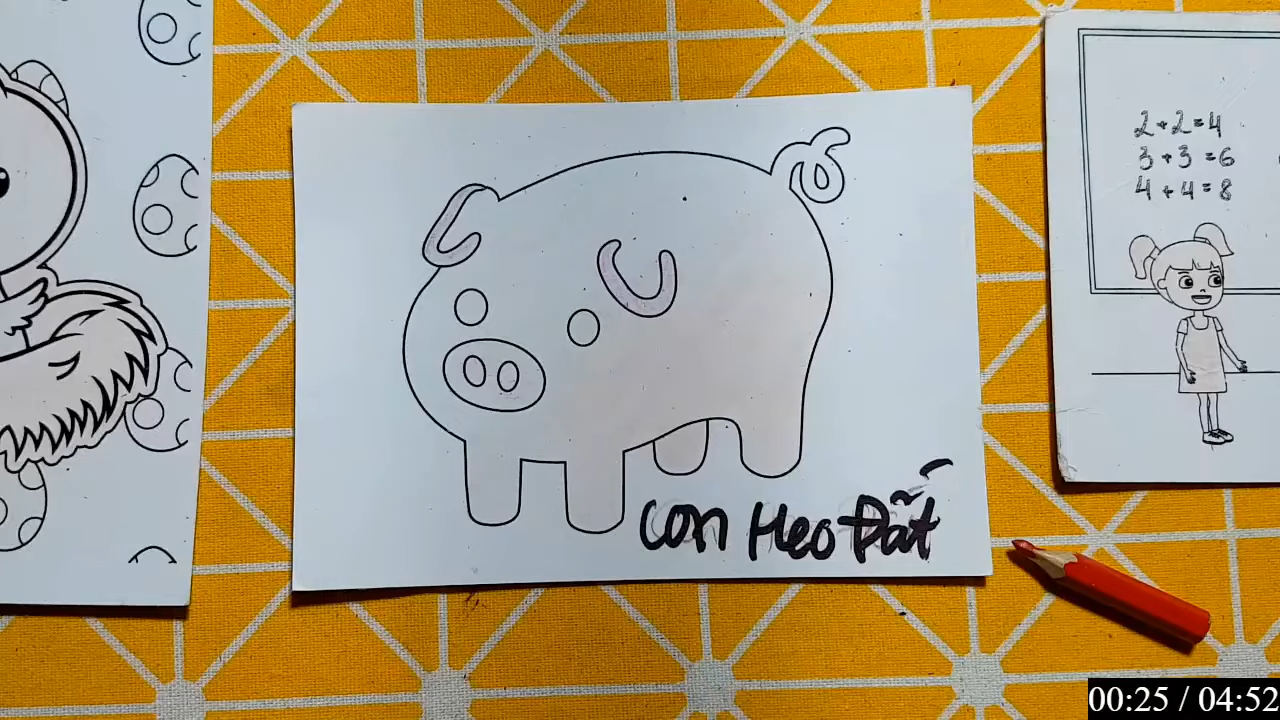 2+2=4
3+3=6
4+4=8
Con Heo Đất
00:25 / 04:52